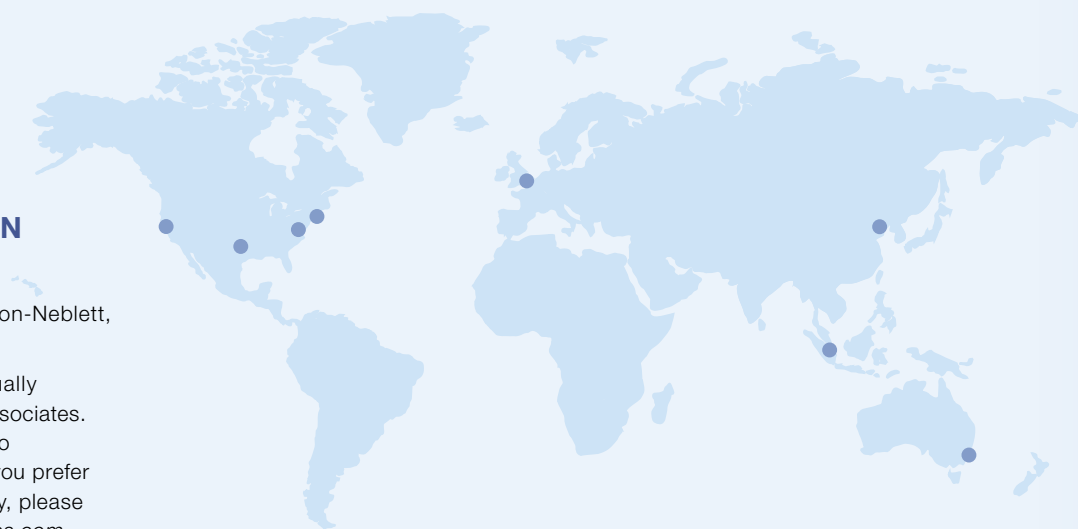 N
on-Neblett,
ually
sociates.
o
ou prefer
y, please